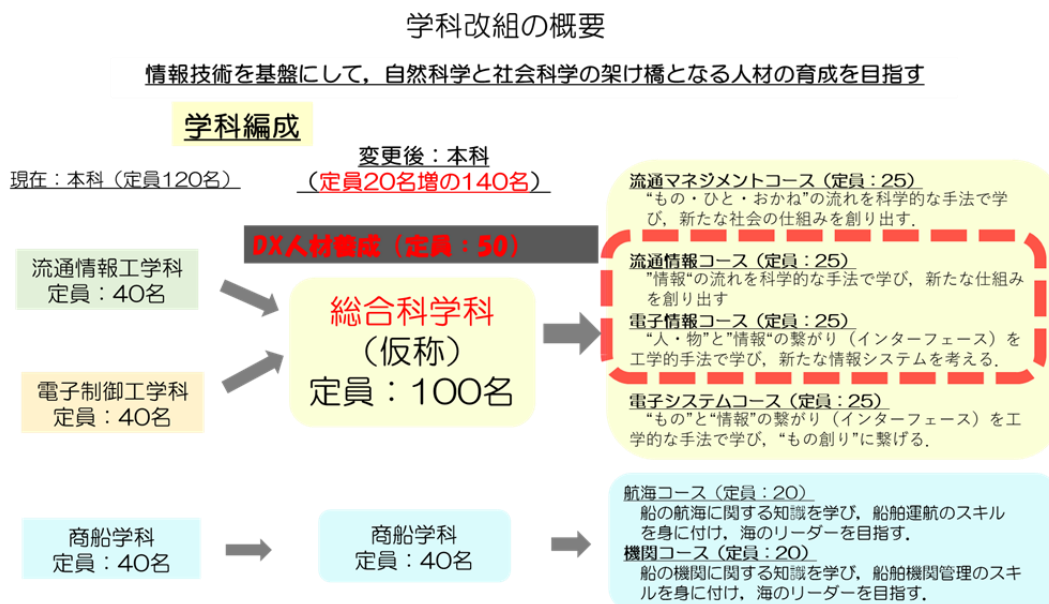 学科改組の概要
情報技術を基盤にして，自然科学と社会科学の架け橋となる人材の育成を目指す
学科編成
現在：本科（定員120名）
変更後：本科
（定員20名増の140名）
DX人材養成（定員：50）
流通情報工学科
定員：40名
電子制御工学科
定員：40名
総合科学科
（仮称）
定員：100名
流通マネジメントコース（定員：25）
“もの・ひと・おかね”の流れを科学的な手法で学
び，新たな社会の仕組みを創り出す．
流通情報コース（定員：25）
”情報“の流れを科学的な手法で学び，新たな仕組み
を創り出す
電子情報コース（定員：25）
“人・物”と”情報“の繋がり（インターフェース）を
工学的手法で学び，新たな情報システムを考える．
電子システムコース（定員：25）
“もの”と“情報”の繋がり（インターフェース）を工
学的な手法で学び，“もの創り”に繋げる．
商船学科
定員：40名
商船学科
定員：40名
航海コース（定員：20）
船の航海に関する知識を学び，船舶運航のスキル
を身に付け，海のリーダーを目指す．
機関コース（定員：20）
船の機関に関する知識を学び，船舶機関管理のスキ
ルを身に付け，海のリーダーを目指す．